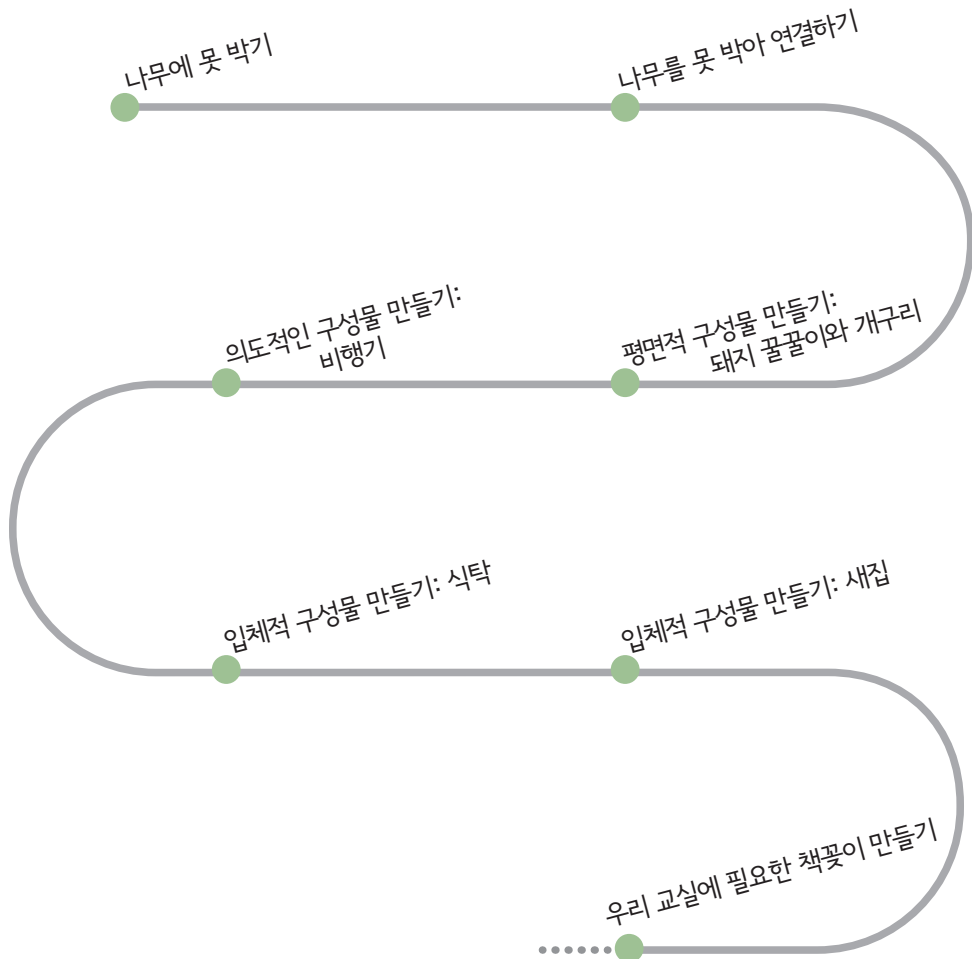 나무에 못 박기
나무를 못 박아 연결하기
평면적 구성물 만들기:
돼지 꿀꿀이와 개구리
의도적인 구성물 만들기:
비행기
입체적 구성물 만들기: 식탁
입체적 구성물 만들기: 새집
우리 교실에 필요한 책꽂이 만들기